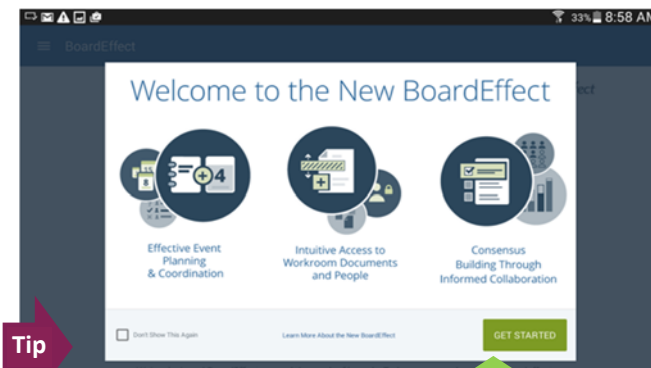 33% 8:58 AM
BoardEffect
Welcome to the New BoardEffect
4
Effective Event
Planning
& Coordination
Intuitive Access to
Workroom Documents
and People
Consensus
Building Through
Informed Collaboration
Don't Show This Again
Learn More About the New BoardEffect
GET STARTED
Tip